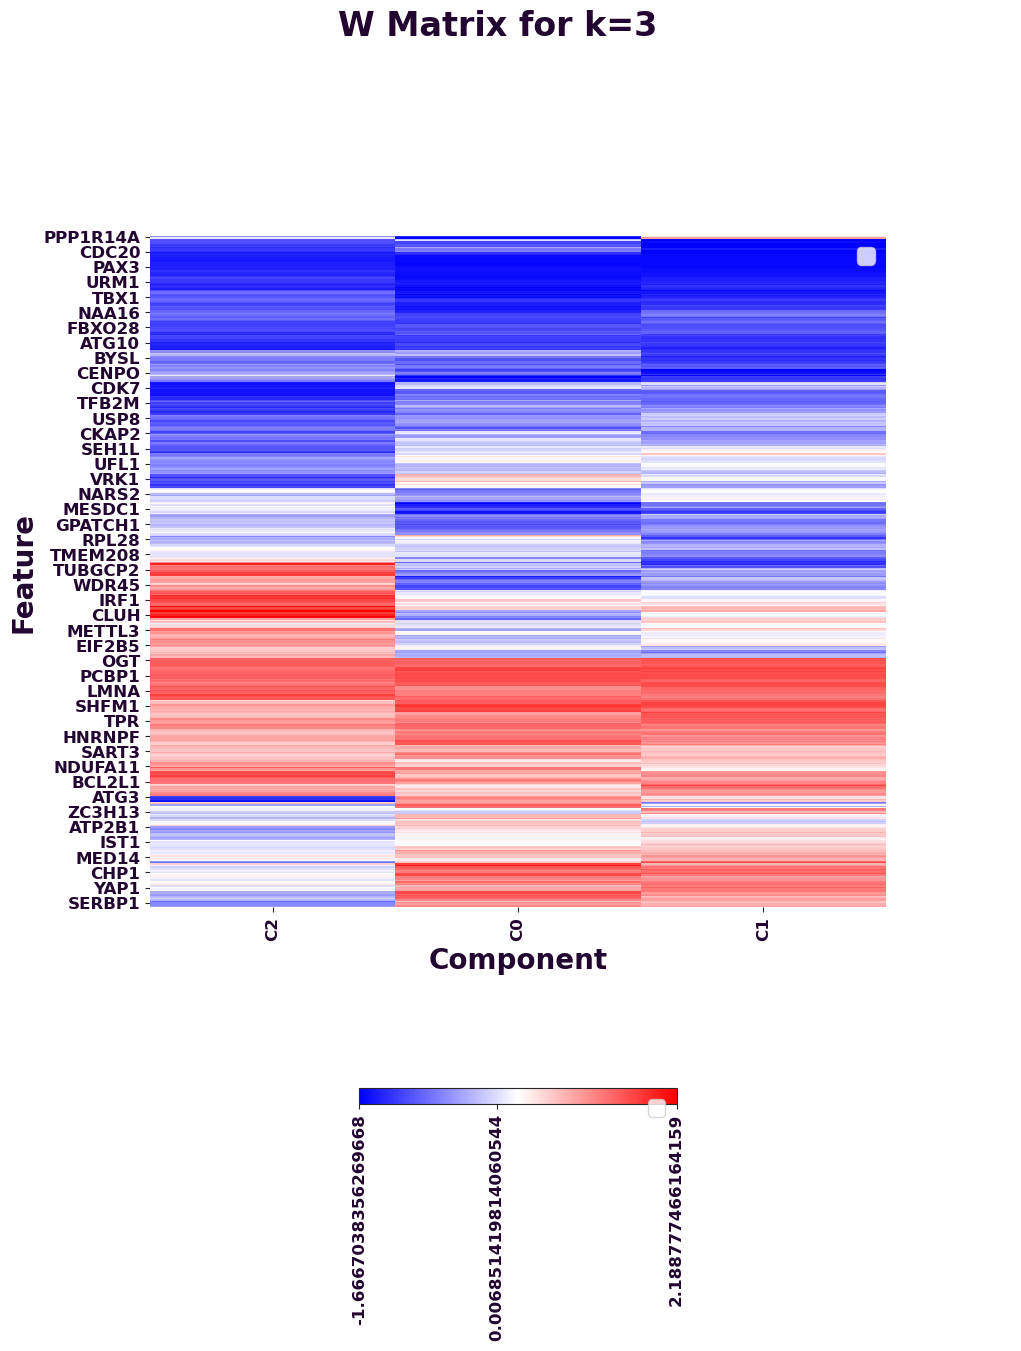 W Matrix for k=3
PPP1R14A
CDC20
PAX3
URM1
TBX1
NAA16
FBXO28
ATG10
BYSL
CENPO
CDK7
TFB2M
USP8
CKAP2
SEH1L
UFL1
VRK1
NARS2
MESDC1
GPATCH1
RPL28
TMEM208
TUBGCP2
WDR45
IRF1
CLUH
METTL3
EIF2B5
OGT
PCBP1
LMNA
SHFM1
TPR
HNRNPF
SART3
NDUFA11
BCL2L1
ATG3
ZC3H13
ATP2B1
IST1
MED14
CHP1
YAP1
SERBP1
Feature
C2
C0
C1
Component
-1.6667038356269668
0.0068514198140605​44
2.188777466164159